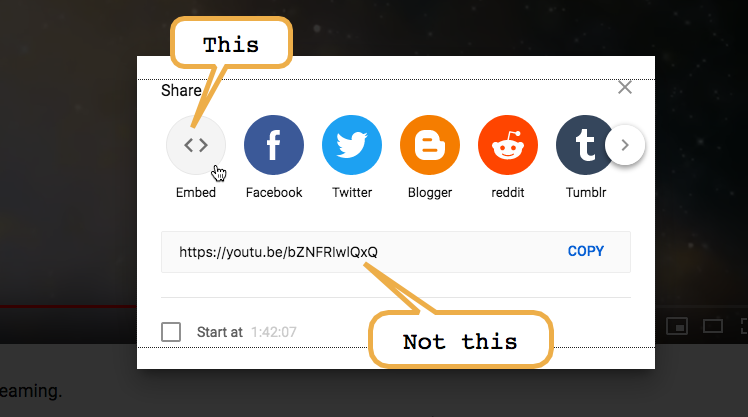 This
Share
Embed
Facebook
Twitter
Blogger
reddit
Tumblr
https://youtu.be/bZNFRlwlQxQ
COPY
Start at 1:42:07
Not this
eaming.